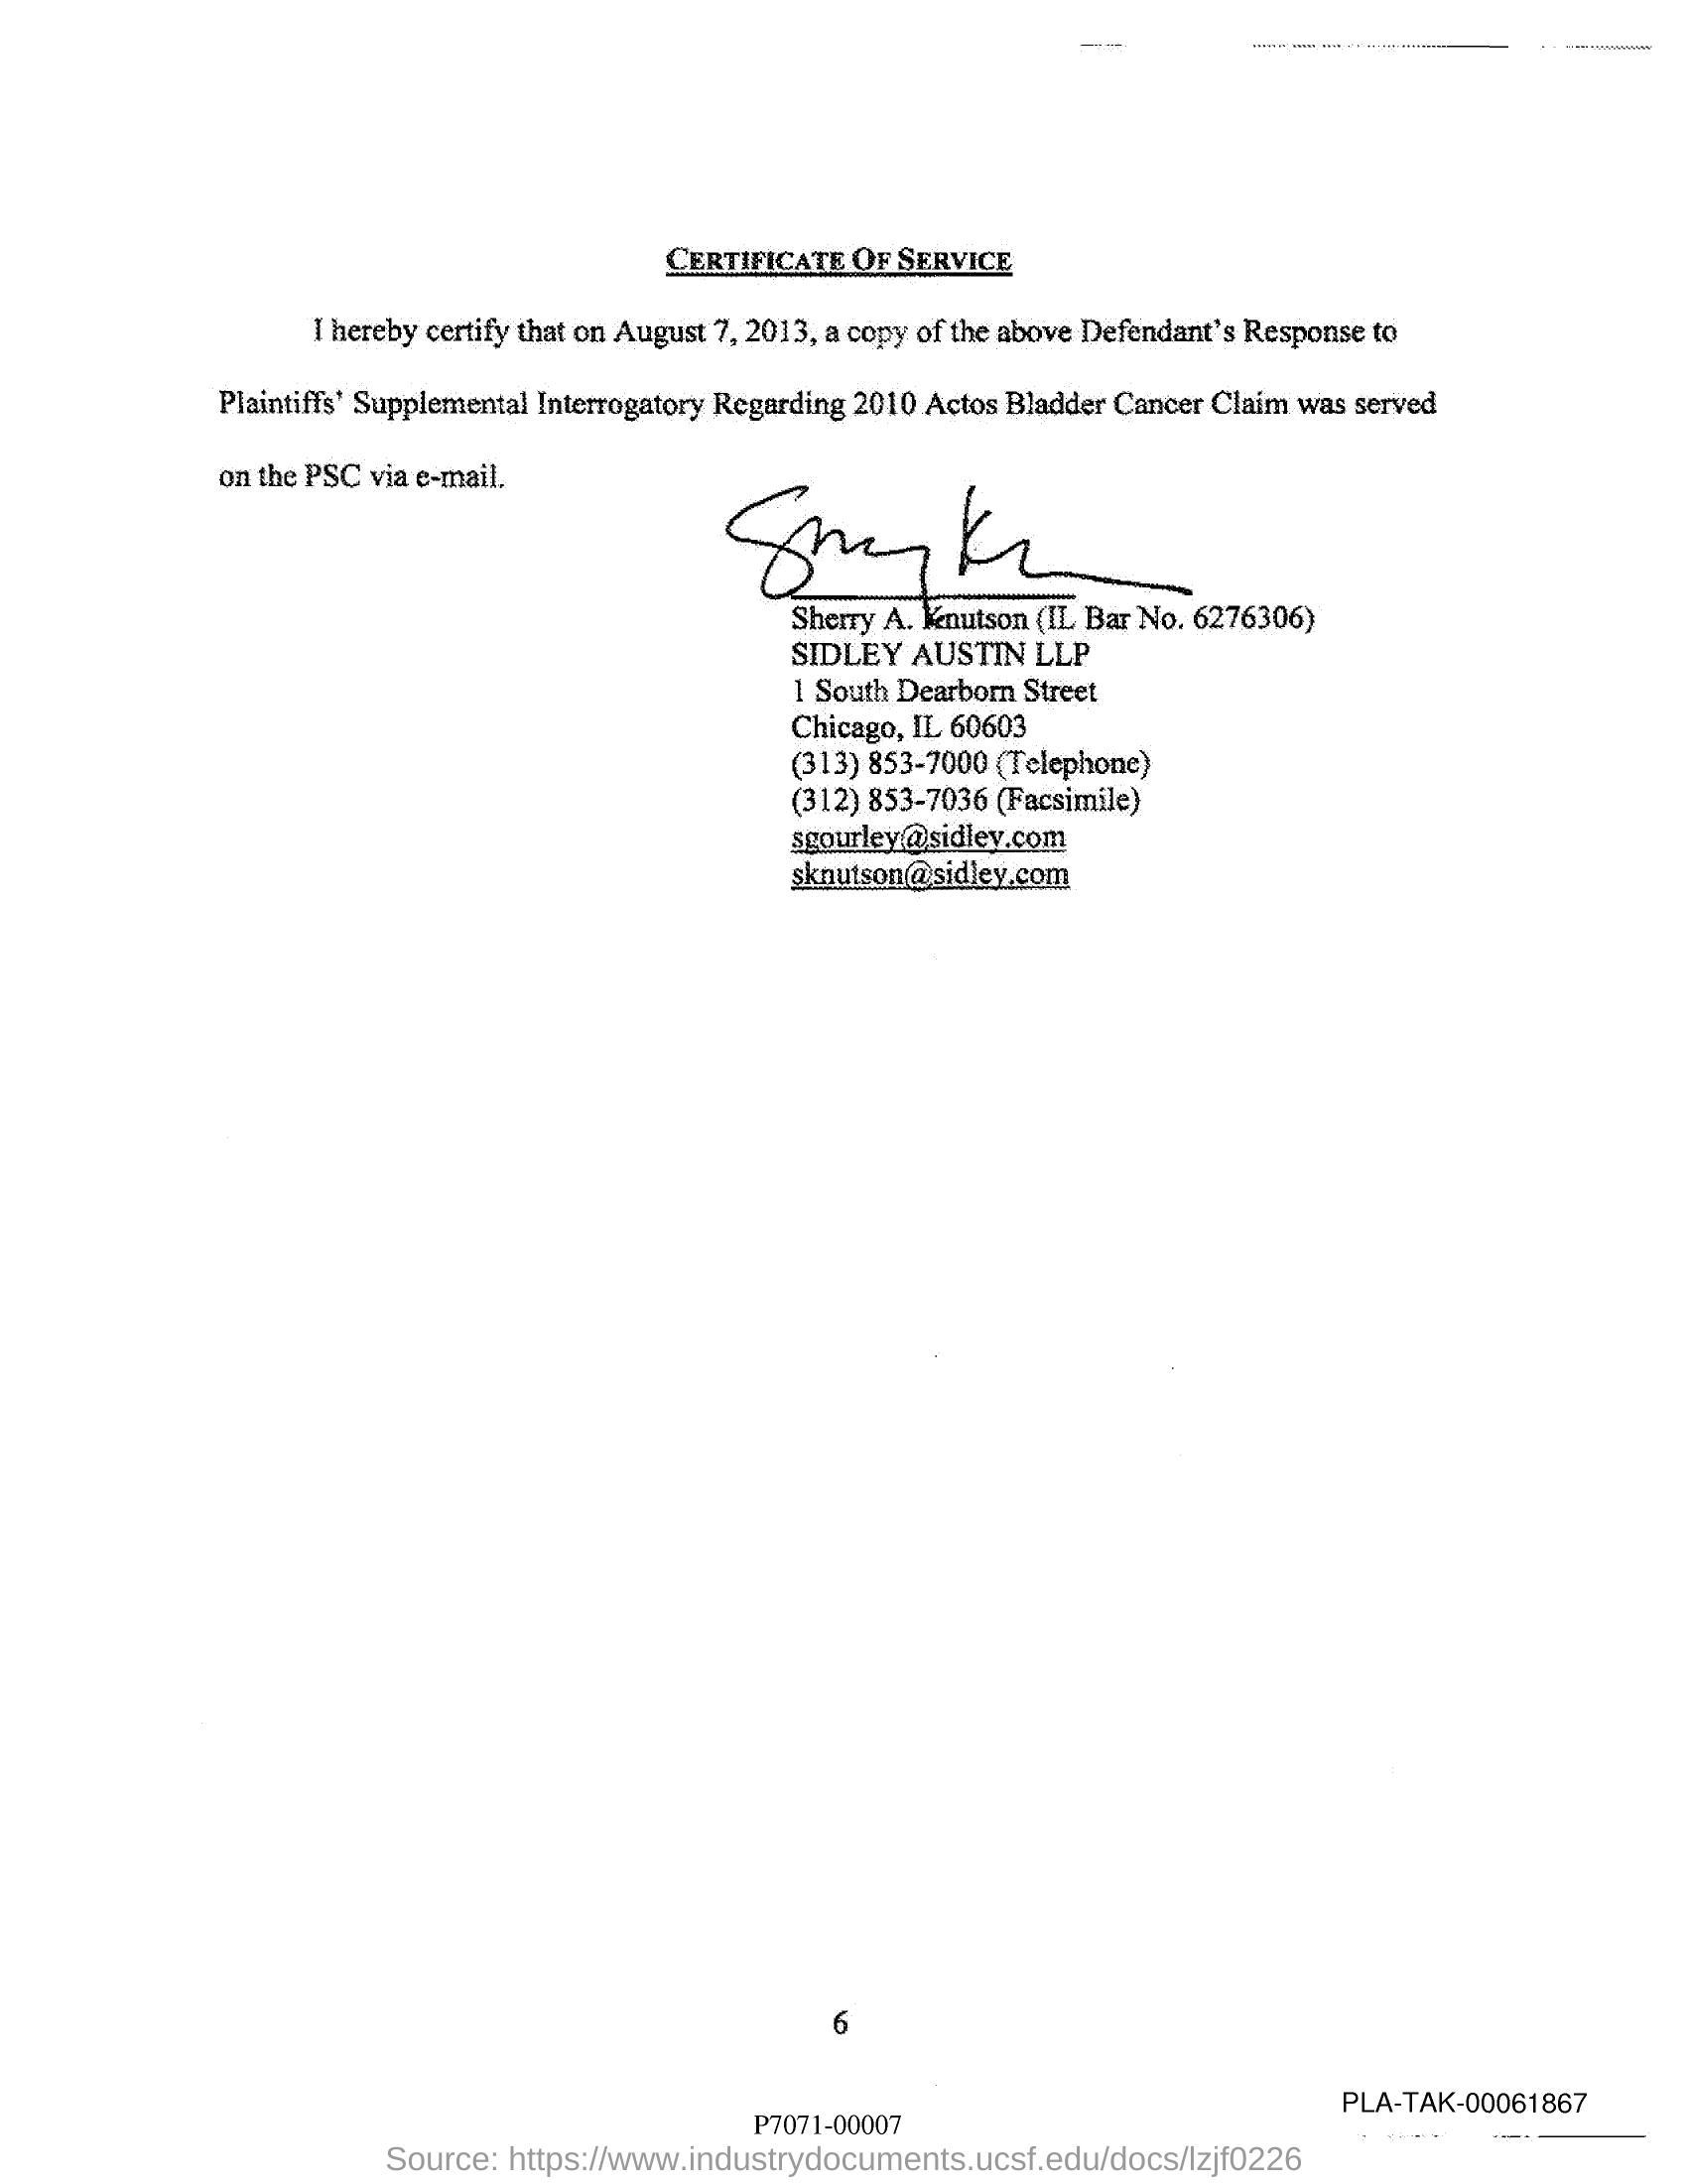 CERTIFICATE OF SERVICE
I hereby certify that on August 7, 2013, a copy of the above Defendant's Response to
Plaintiffs' Supplemental Interrogatory Regarding 2010 Actos Bladder Cancer Claim was served
on the PSC via e-mail.
Sherry A. Knutson (IL Bar No. 6276306)
SIDLEY AUSTIN LLP
1 South Dearborn Street
Chicago, IL 60603
(313) 853-7000 (Telephone)
(312) 853-7036 (Facsimile)
sgourley@sidley.com
sknutson@sidley.com
6
PLA-TAK-00061867
P7071-00007
Source: https://www.industrydocuments.ucsf.edu/docs/lzjf0226